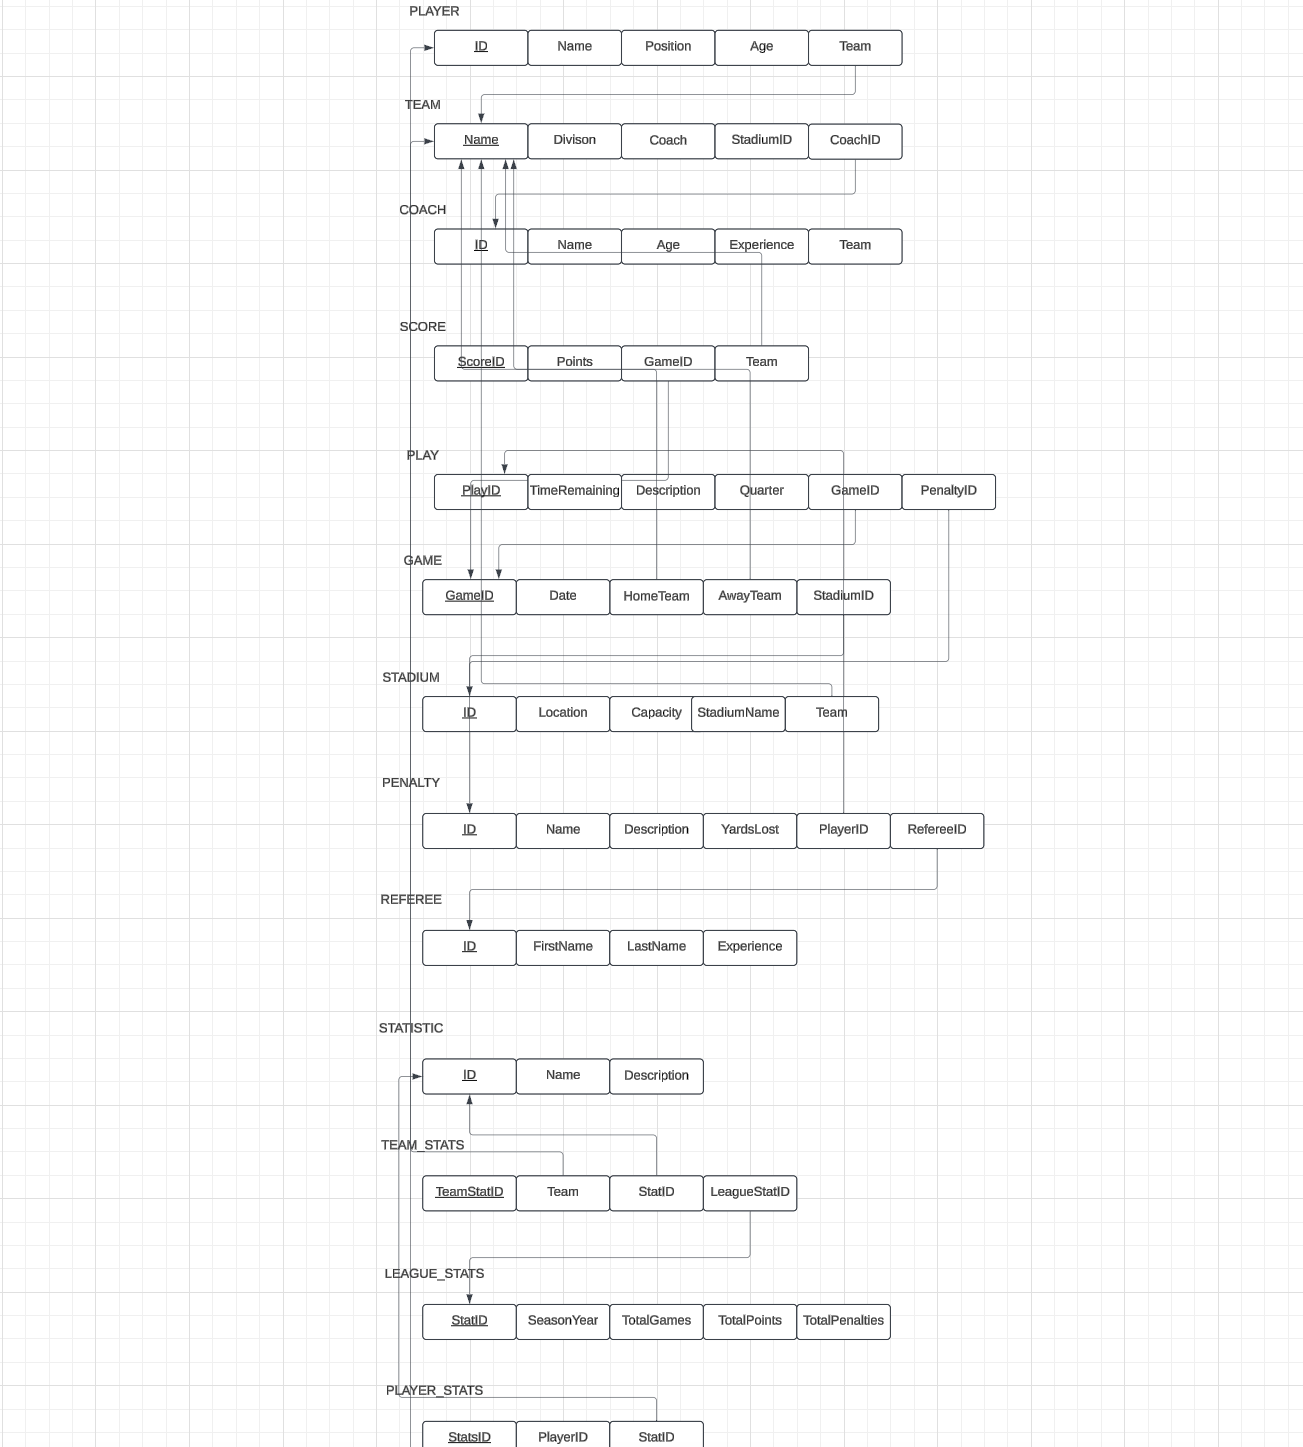 PLAYER
ID Name Position Age Team
TEAM
Name Divison Coach StadiumID CoachID
COACH
ID Name Age Experience Team
SCORE
ScoreID Points GameID Team
PLAY
PlayID TimeRemaining Description Quarter GameID PenaltyID
GAME
GameID Date HomeTeam AwayTeam StadiumID
STADIUM
ID Location Capacity StadiumName Team
PENALTY
ID Name Description YardsLost PlayerID RefereeID
REFEREE
ID FirstName LastName Experience
STATISTIC
ID Name Description
TEAM_STATS
TeamStatID Team StatID LeagueStatID
LEAGUE_STATS
StatID SeasonYear TotalGames TotalPoints TotalPenalties
PLAYER_STATS
StatsID PlayerID StatID